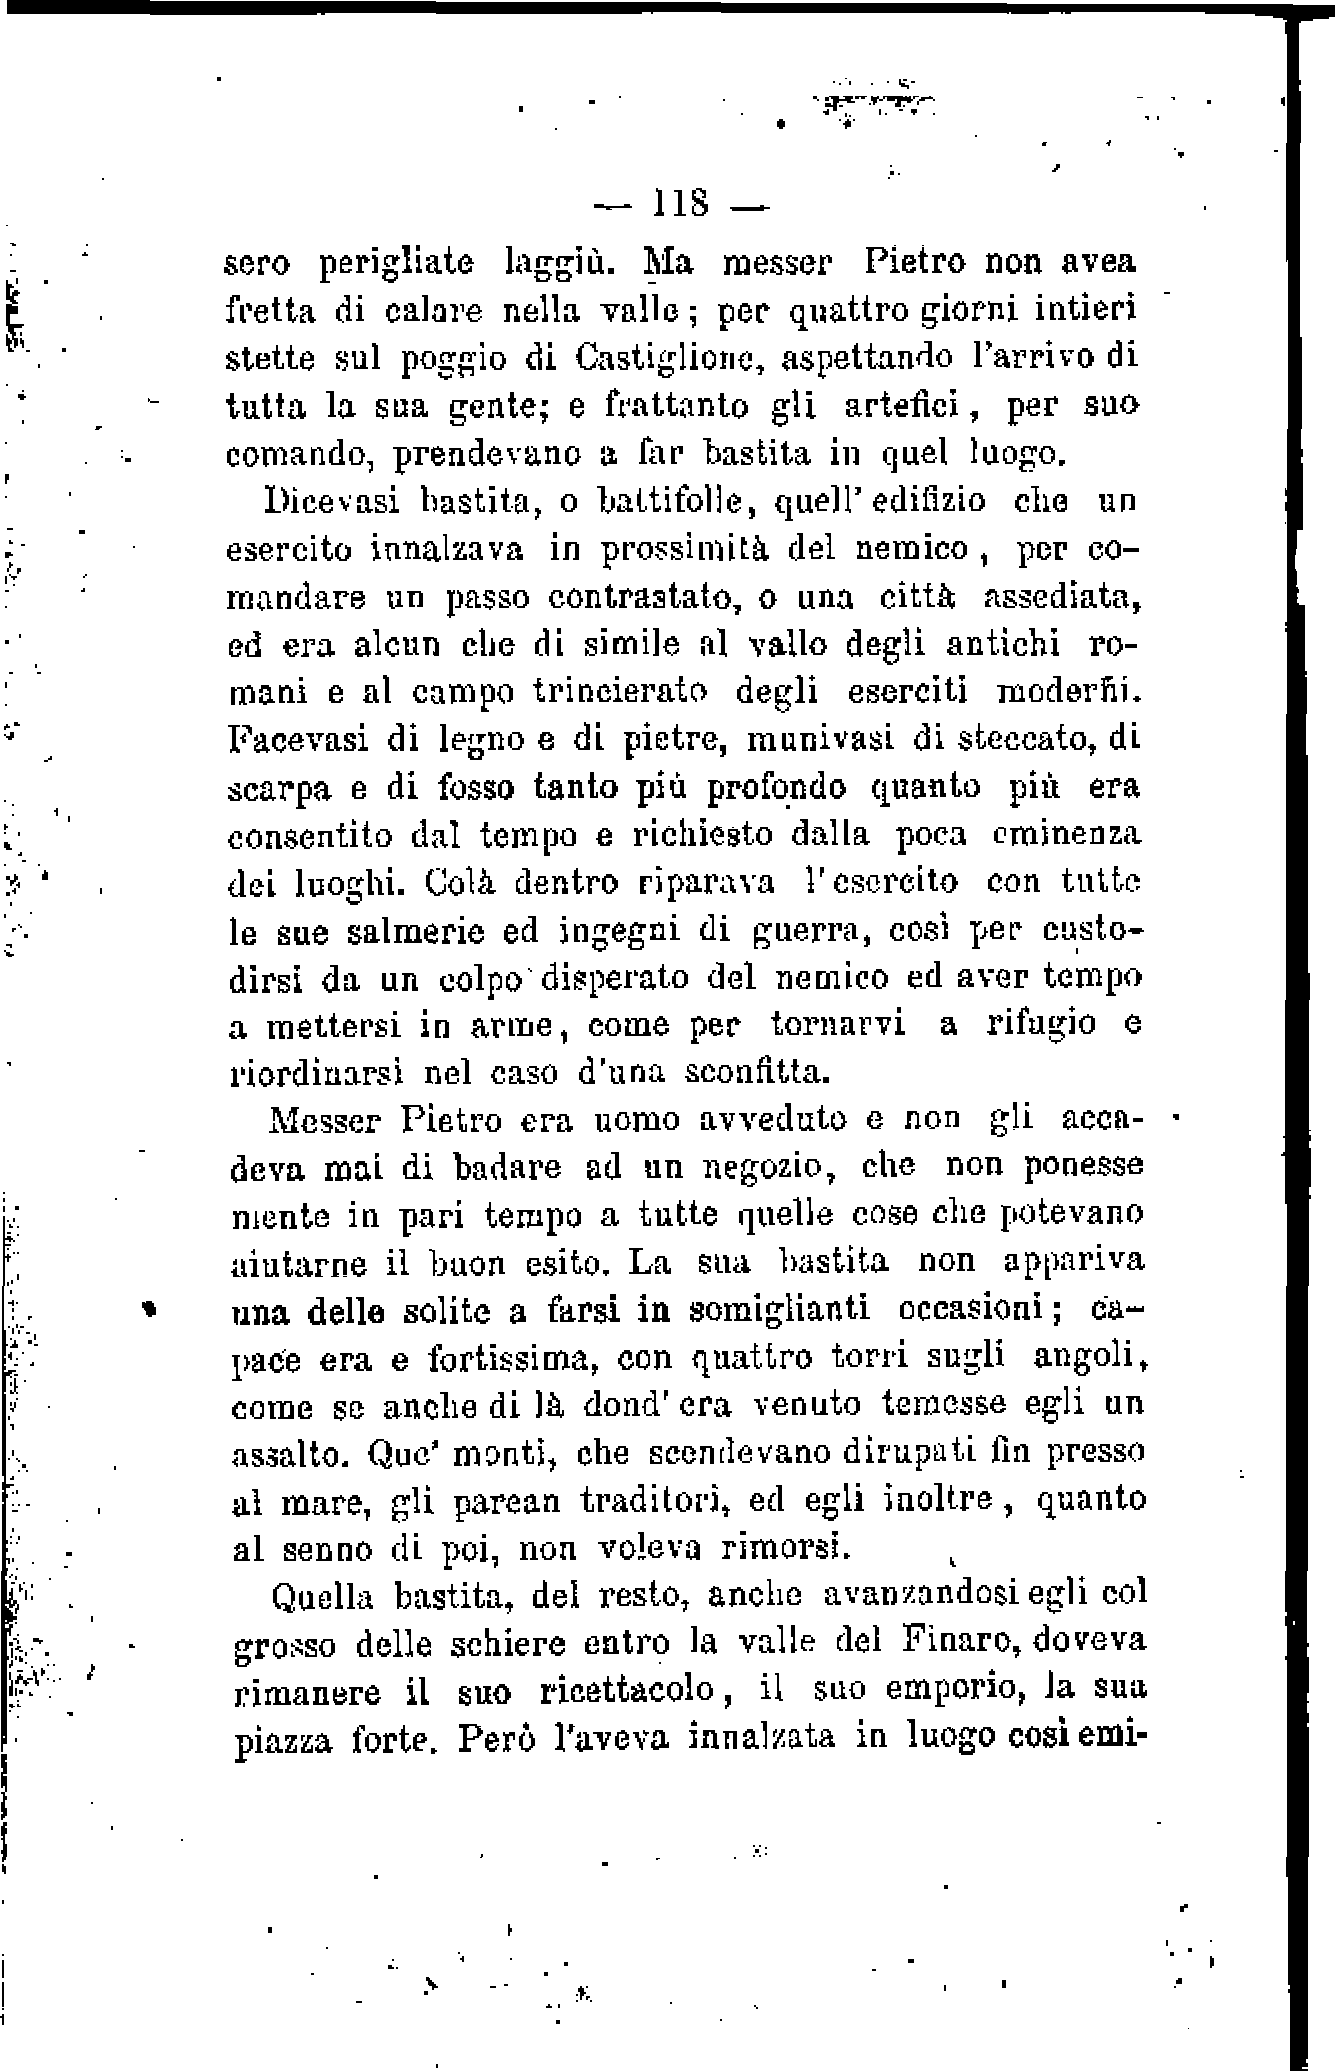 — 118 —
sero perigliate laggiù. Ma messer Pietro non avea
fretta di calare nella valle; per quattro giorni intieri
stette sul poggio di Castiglione, aspettando l'arrivo di
tutta la sua gente; e frattanto gli artefici, per suo
comando, prendevano a far bastita in quel luogo.
Dicevasi bastita, o battifolle, quell' edifizio che un
esercito innalzava in prossimità del nemico, per co-
mandare un passo contrastato, o una città assediata,
ed era alcun che di simile al vallo degli antichi ro-
mani e al campo trincierato degli eserciti moderni.
Facevasi di legno e di pietre, munivasi di steccato, di
scarpa e di fosso tanto più profondo quanto più era
consentito dal tempo e richiesto dalla poca eminenza
dei luoghi. Colà dentro riparava l'esercito con tutte
le sue salmerie ed ingegni di guerra, così per custo-
dirsi da un colpo disperato del nemico ed aver tempo
a mettersi in arme, come per tornarvi a rifugio e
riordinarsi nel caso d'una sconfitta.
Messer Pietro era uomo avveduto e non gli acca-
deva mai di badare ad un negozio, che non ponesse
mente in pari tempo a tutte quelle cose che potevano
aiutarne il buon esito. La sua bastita non appariva
una delle solite a farsi in somiglianti occasioni; ca-
pace era e fortissima, con quattro torri sugli angoli,
come se anche di là dond' era venuto temesse egli un
assalto. Que' monti, che scendevano dirupati fin presso
al mare, gli parean traditori, ed egli inoltre, quanto
al senno di poi, non voleva rimorsi.
Quella bastita, del resto, anche avanzandosi egli col
grosso delle schiere entro la valle del Finaro, doveva
rimanere il suo ricettacolo, il suo emporio, la sua
piazza forte. Però l'aveva innalzata in luogo così emi-